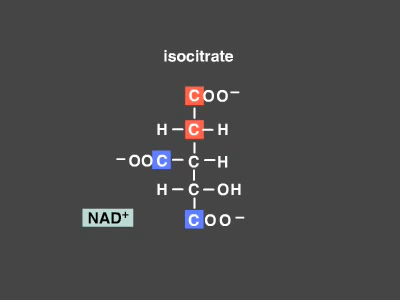 isocitrate
COO⁻
H–C–H
⁻OOC–C–H
H–C–OH
NAD⁺ COO⁻